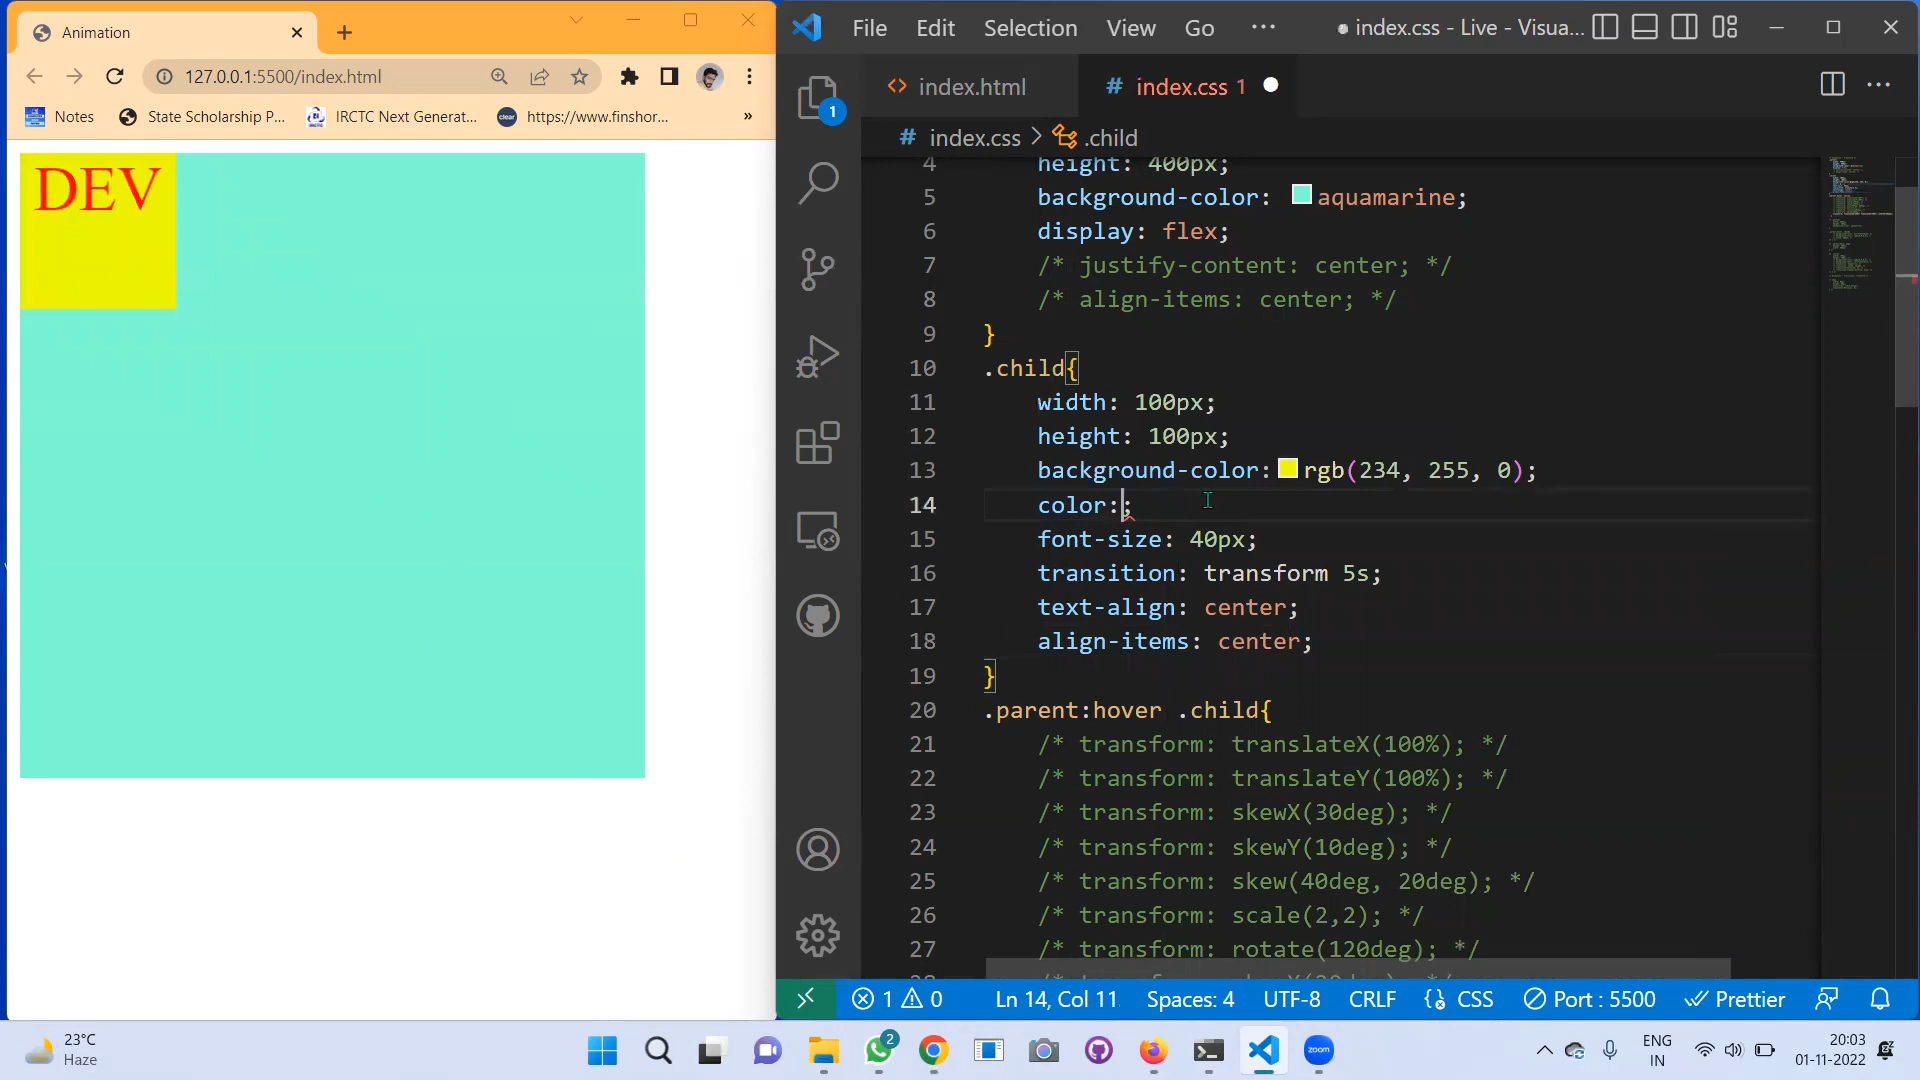 Animation
127.0.0.1:5500/index.html
Notes
State Scholarship P...
IRCTC Next Generat...
clear
https://www.finshor...
»
DEV
File Edit Selection View Go ···
index.css - Live - Visua...
1
index.html
# index.css 1
# index.css > .child
4 height: 400px;
5 background-color: aquamarine;
6 display: flex;
7 /* justify-content: center; */
8 /* align-items: center; */
9 }
10 .child{
11 width: 100px;
12 height: 100px;
13 background-color: rgb(234, 255, 0);
14 color:;
15 font-size: 40px;
16 transition: transform 5s;
17 text-align: center;
18 align-items: center;
19 }
20 .parent:hover .child{
21 /* transform: translateX(100%); */
22 /* transform: translateY(100%); */
23 /* transform: skewX(30deg); */
24 /* transform: skewY(10deg); */
25 /* transform: skew(40deg, 20deg); */
26 /* transform: scale(2,2); */
27 /* transform: rotate(120deg); */
1 0
Ln 14, Col 11 Spaces: 4 UTF-8 CRLF CSS Port : 5500 Prettier
23°C
Haze
2
zoom
ENG
IN
20:03
01-11-2022